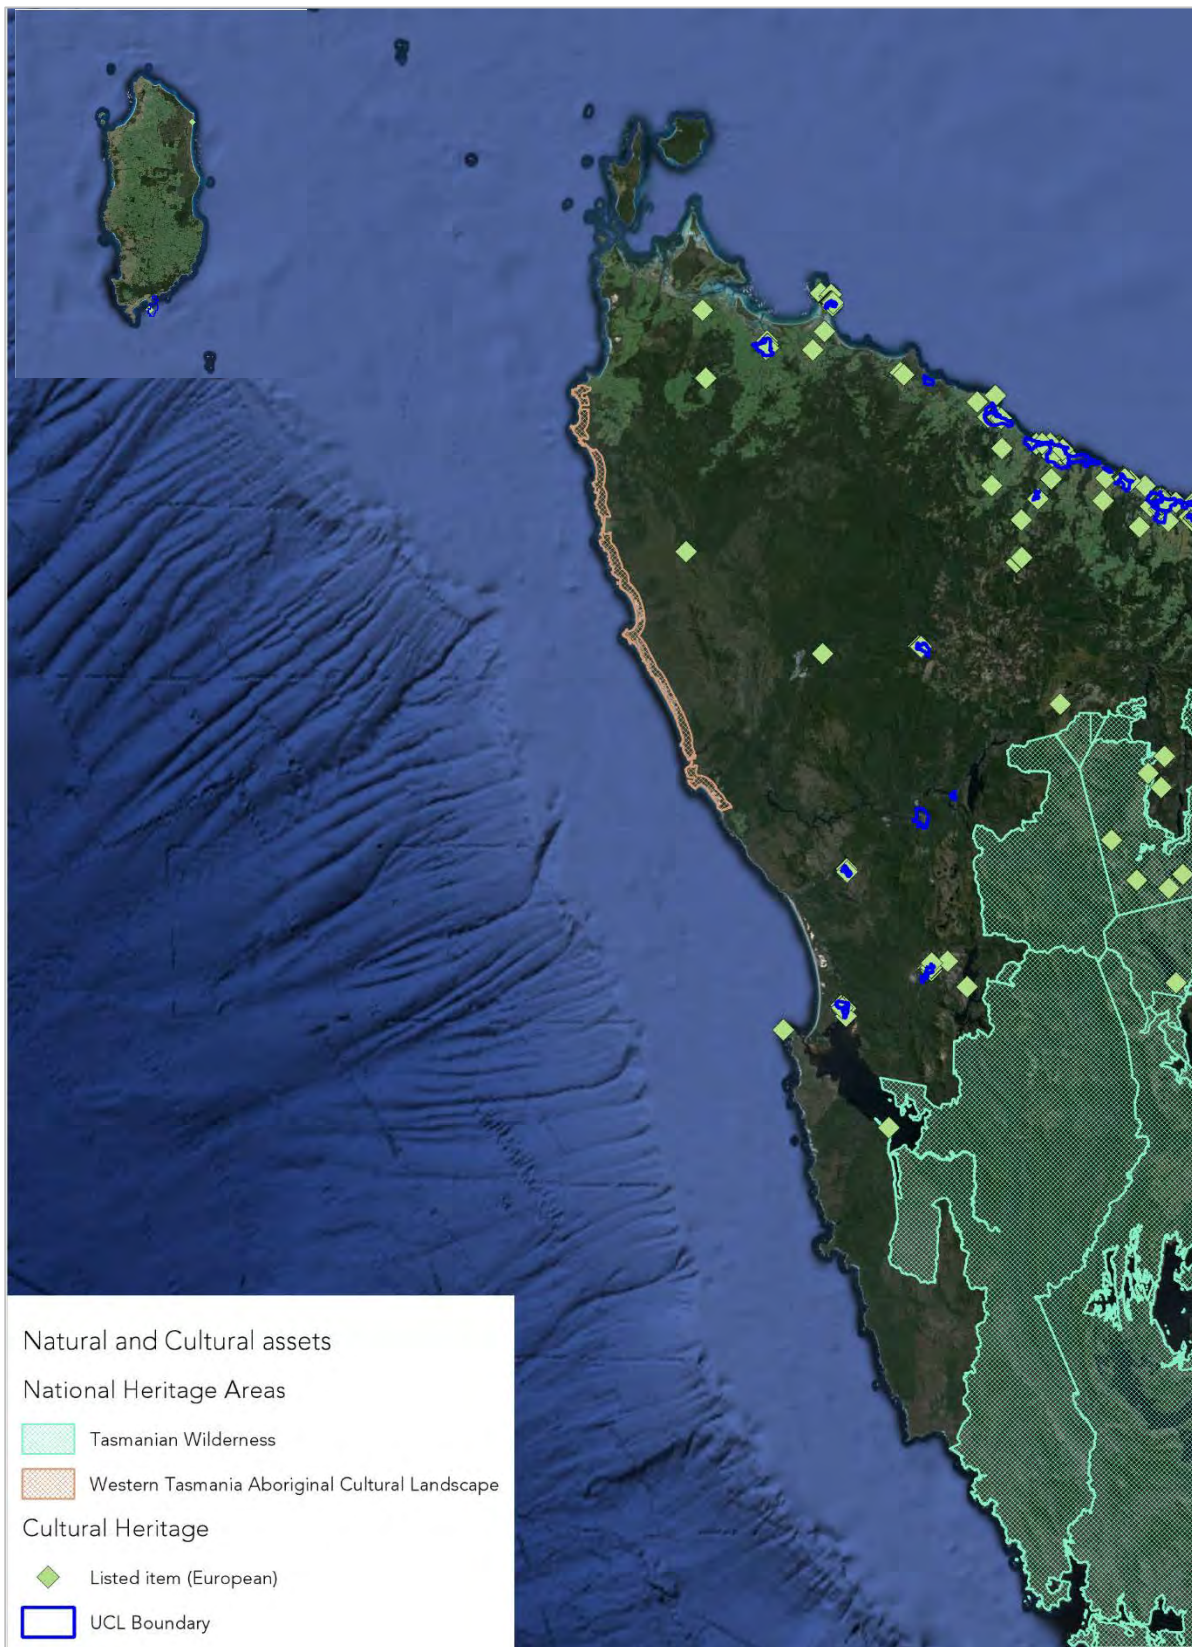 Natural and Cultural assets
National Heritage Areas
Tasmanian Wilderness
Western Tasmania Aboriginal Cultural Landscape
Cultural Heritage
Listed item (European)
UCL Boundary